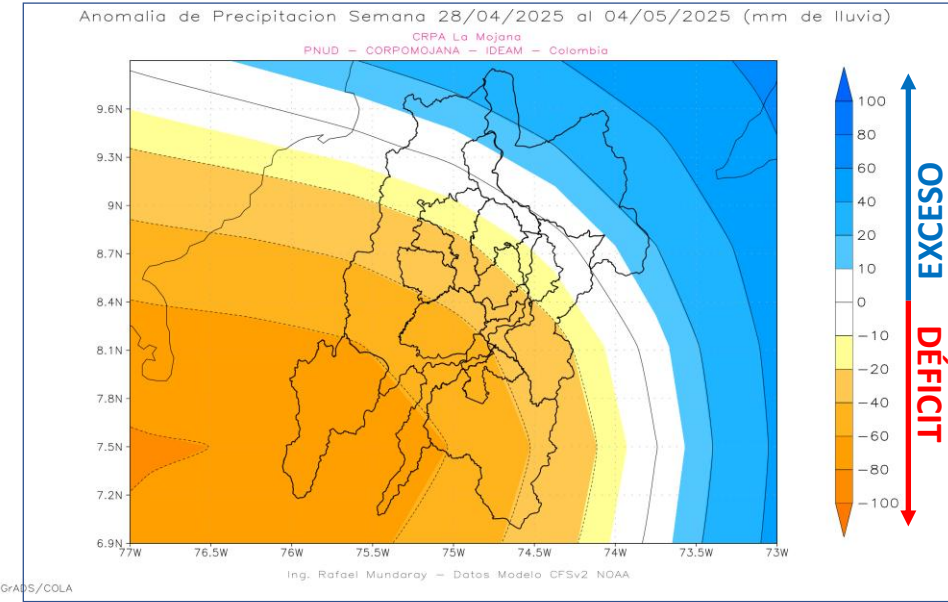 Anomalia de Precipitacion Semana 28/04/2025 al 04/05/2025 (mm de lluvia)
CRPA La Mojana
PNUD – CORPOMOJANA – IDEAM – Colombia
9.6N
9.3N
9N
8.7N
8.4N
8.1N
7.8N
7.5N
7.2N
6.9N
77W 76.5W 76W 75.5W 75W 74.5W 74W 73.5W 73W
100
80
60
40
20
10
0
−10
−20
−40
−60
−80
−100
EXCESO
DÉFICIT
Ing. Rafael Mundaray – Datos Modelo CFSv2 NOAA
GrADS/COLA